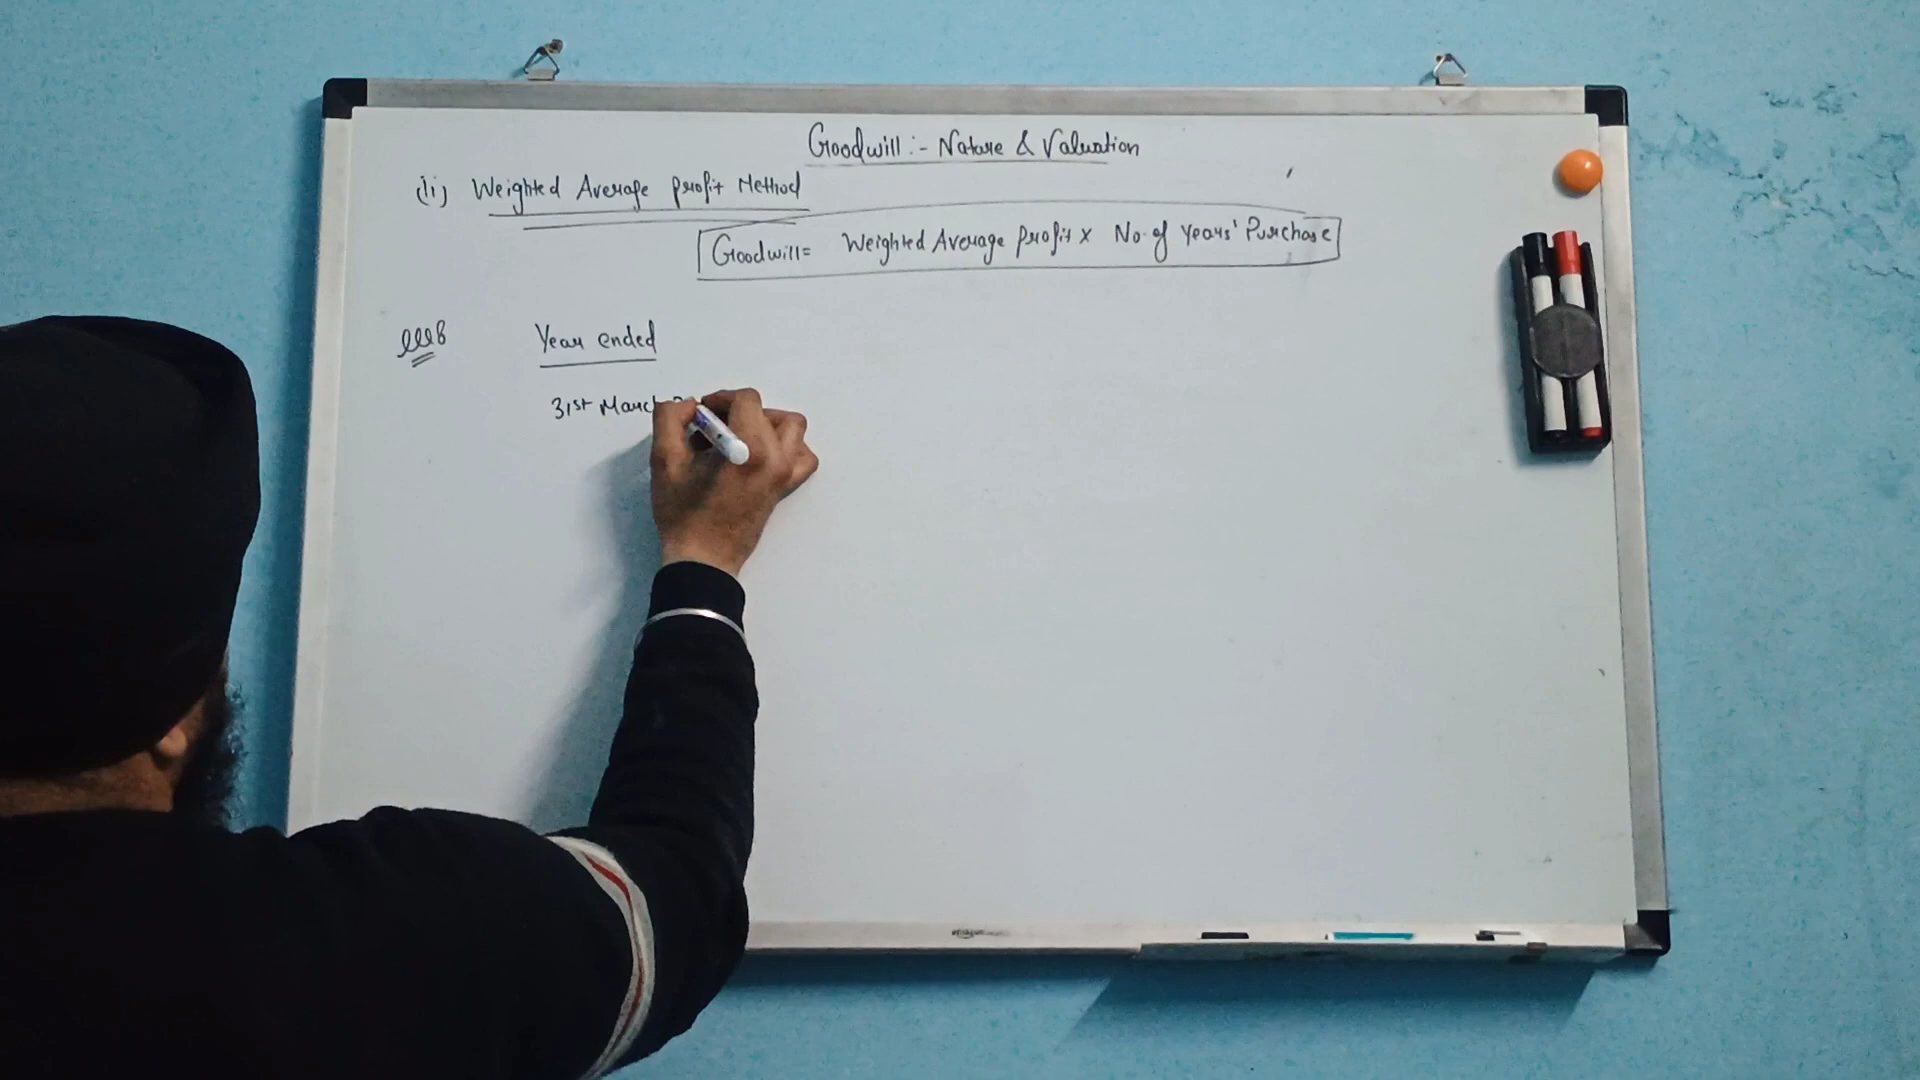 Goodwill:- Nature & Valuation
(ii) Weighted Average profit Method
Goodwill= Weighted Average profit x No. of years' Purchase
Year ended
31st March